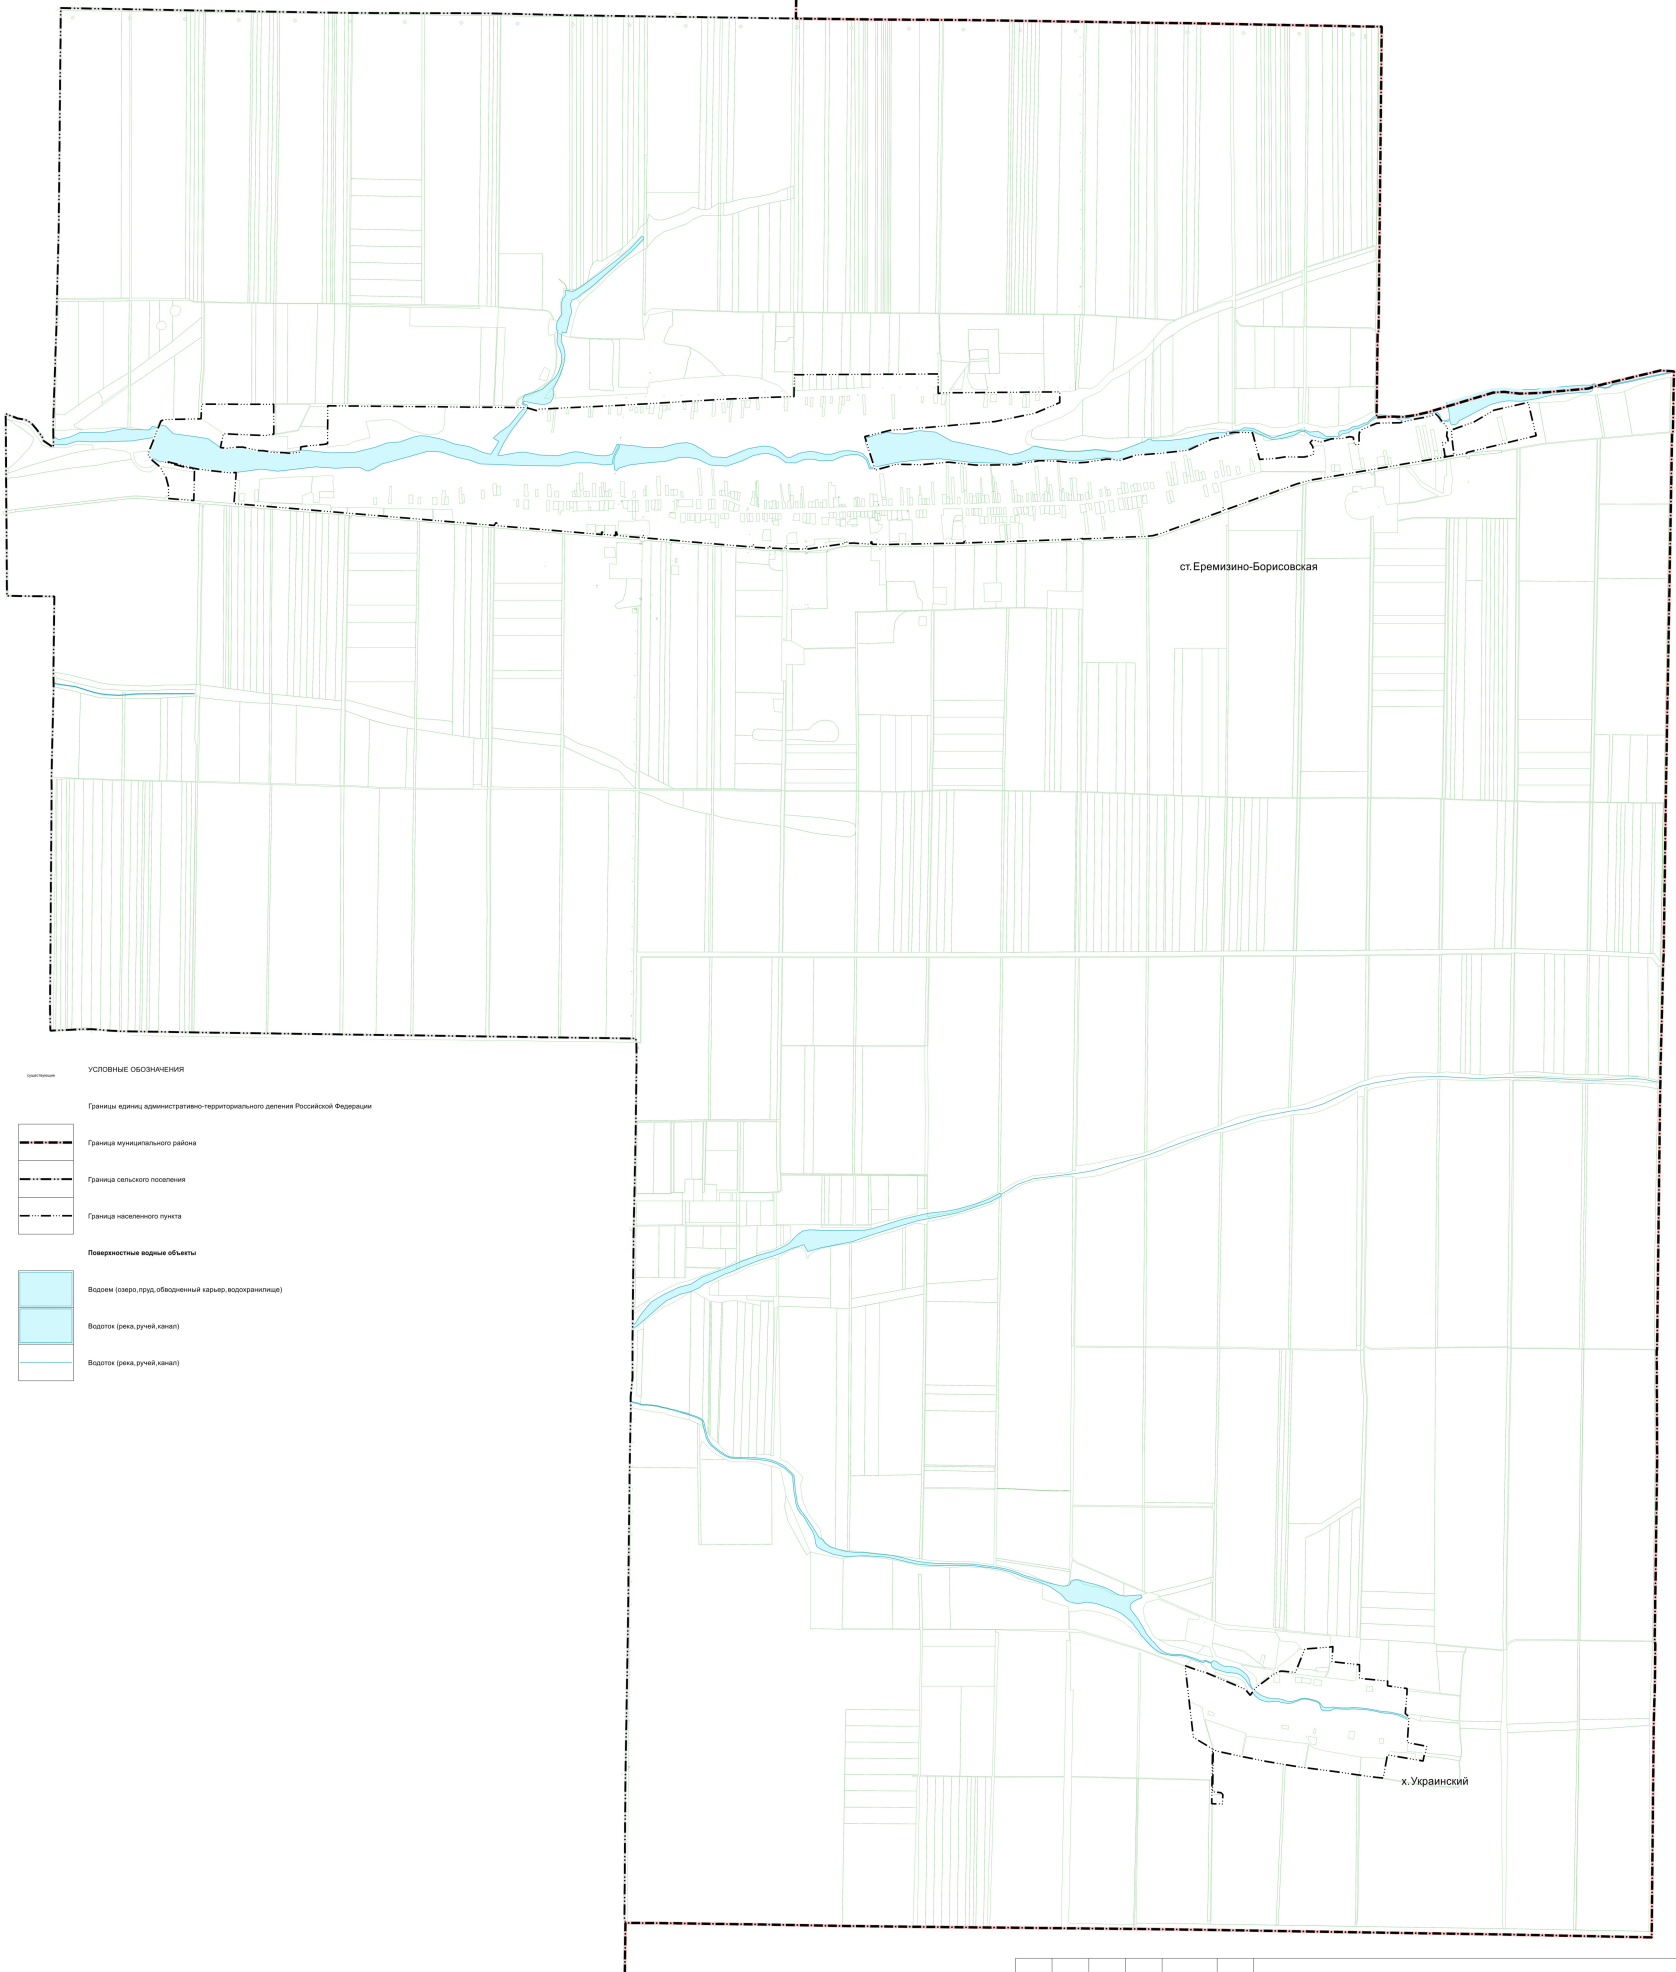 ст.Еремизино-Борисовская
существующие
УСЛОВНЫЕ ОБОЗНАЧЕНИЯ
Границы единиц административно-территориального деления Российской Федерации
Граница муниципального района
Граница сельского поселения
Граница населенного пункта
Поверхностные водные объекты
Водоем (озеро,пруд,обводненный карьер,водохранилище)
Водоток (река,ручей,канал)
Водоток (река,ручей,канал)
х.Украинский